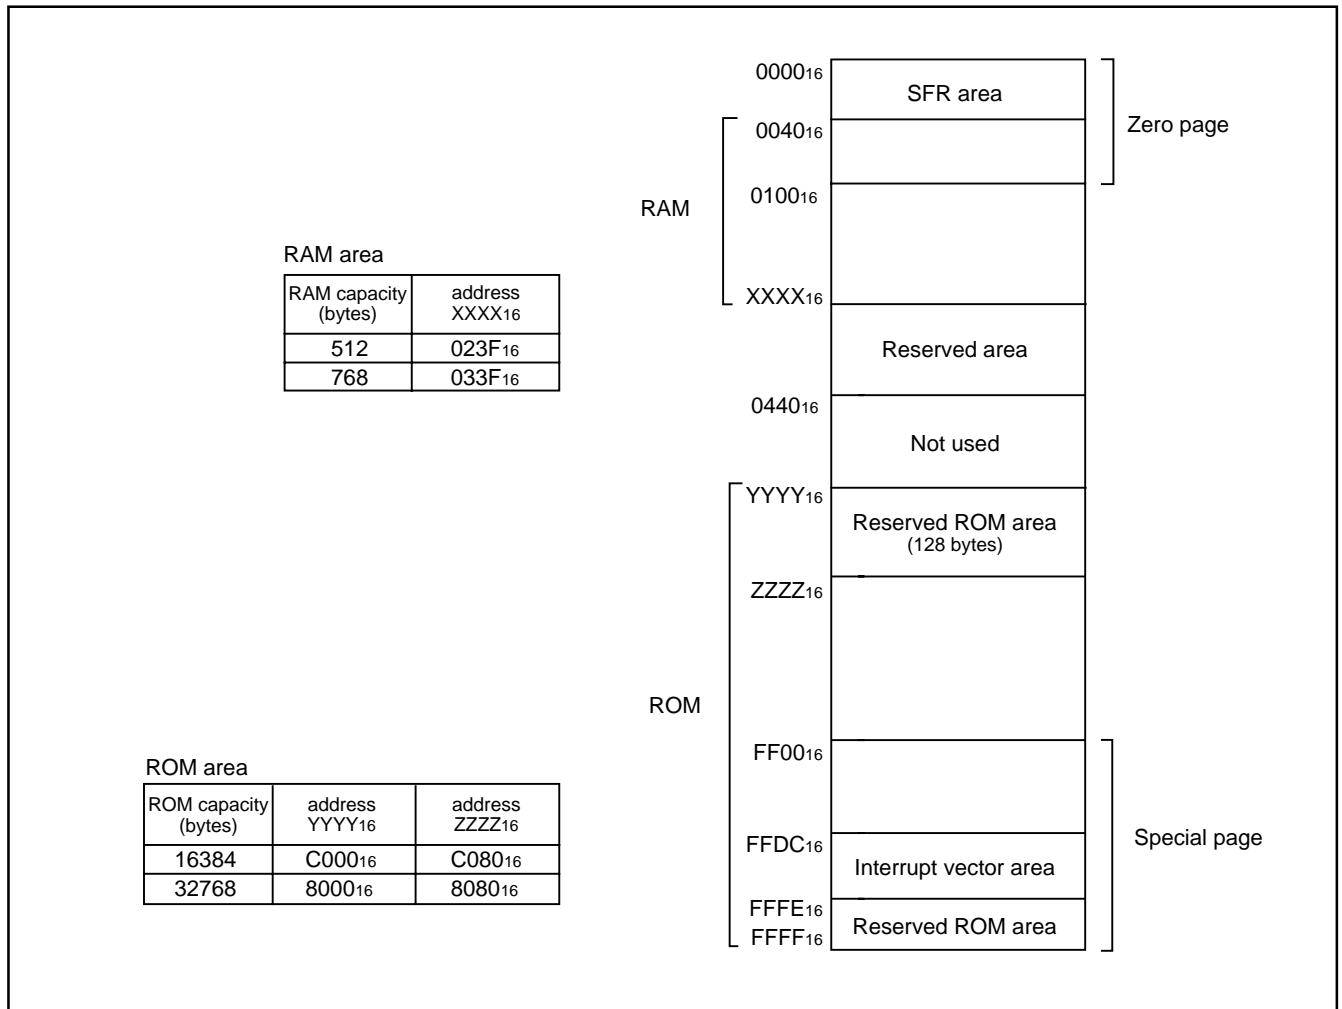 0000₁₆
SFR area
0040₁₆
Zero page
0100₁₆
RAM
XXXX₁₆
RAM area
RAM capacity (bytes) address XXXX₁₆
512 023F₁₆
768 033F₁₆
Reserved area
0440₁₆
Not used
YYYY₁₆
Reserved ROM area
(128 bytes)
ZZZZ₁₆
ROM
FF00₁₆
ROM area
ROM capacity (bytes) address YYYY₁₆ address ZZZZ₁₆
16384 C000₁₆ C080₁₆
32768 8000₁₆ 8080₁₆
FFDC₁₆
Special page
Interrupt vector area
FFFE₁₆
Reserved ROM area
FFFF₁₆